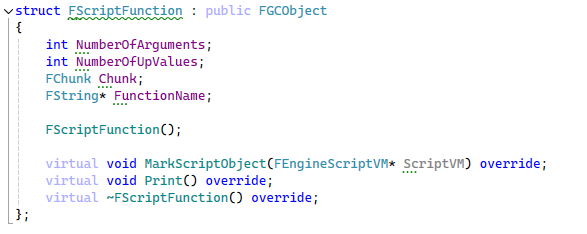 struct FScriptFunction : public FGCObject
{
    int NumberOfArguments;
    int NumberOfUpValues;
    FChunk Chunk;
    FString* FunctionName;

    FScriptFunction();

    virtual void MarkScriptObject(FEngineScriptVM* ScriptVM) override;
    virtual void Print() override;
    virtual ~FScriptFunction() override;
};